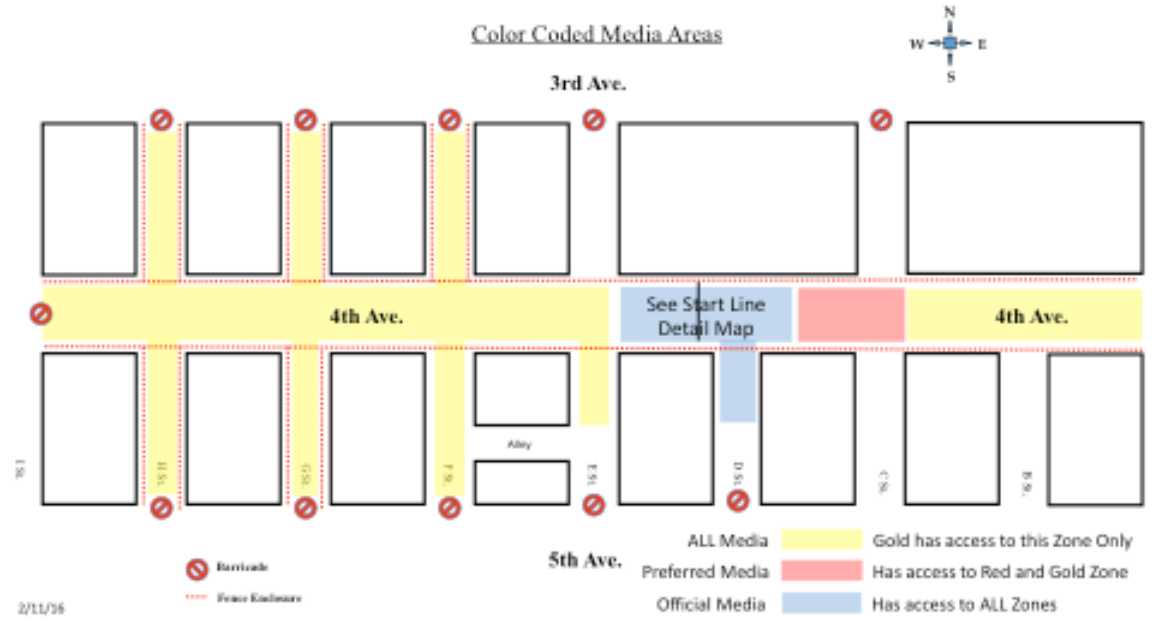 Color Coded Media Areas
N
W E
S
3rd Ave.
4th Ave.
See Start Line
Detail Map
4th Ave.
Alley
I St.
H St.
G St.
F St.
E St.
D St.
C St.
B St.
5th Ave.
ALL Media Gold has access to this Zone Only
Preferred Media Has access to Red and Gold Zone
Official Media Has access to ALL Zones
Barricade
Fence Enclosure
2/11/16